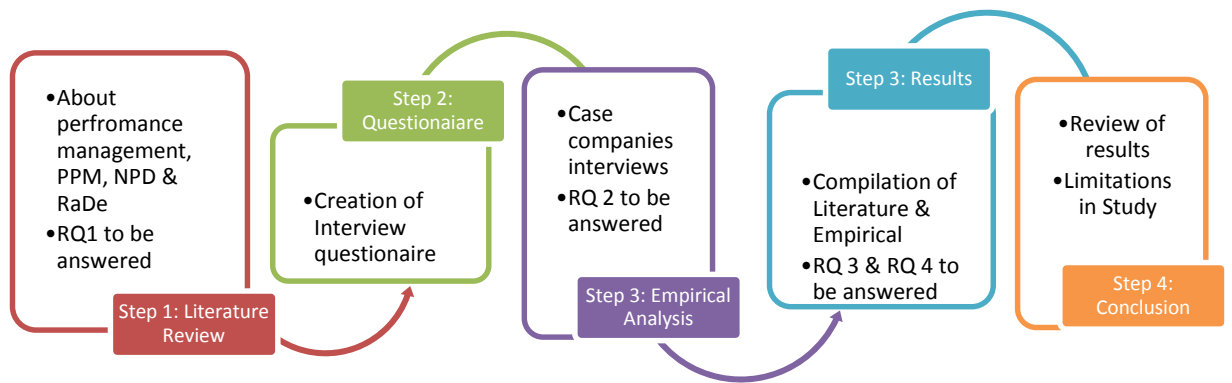 •About
perfromance
management,
PPM, NPD &
RaDe
•RQ1 to be
answered
Step 1: Literature
Review
Step 2:
Questionaiare
•Creation of
Interview
questionaire
•Case
companies
interviews
•RQ 2 to be
answered
Step 3: Empirical
Analysis
Step 3: Results
•Compilation of
Literature &
Empirical
•RQ 3 & RQ 4 to
be answered
•Review of
results
•Limitations
in Study
Step 4:
Conclusion